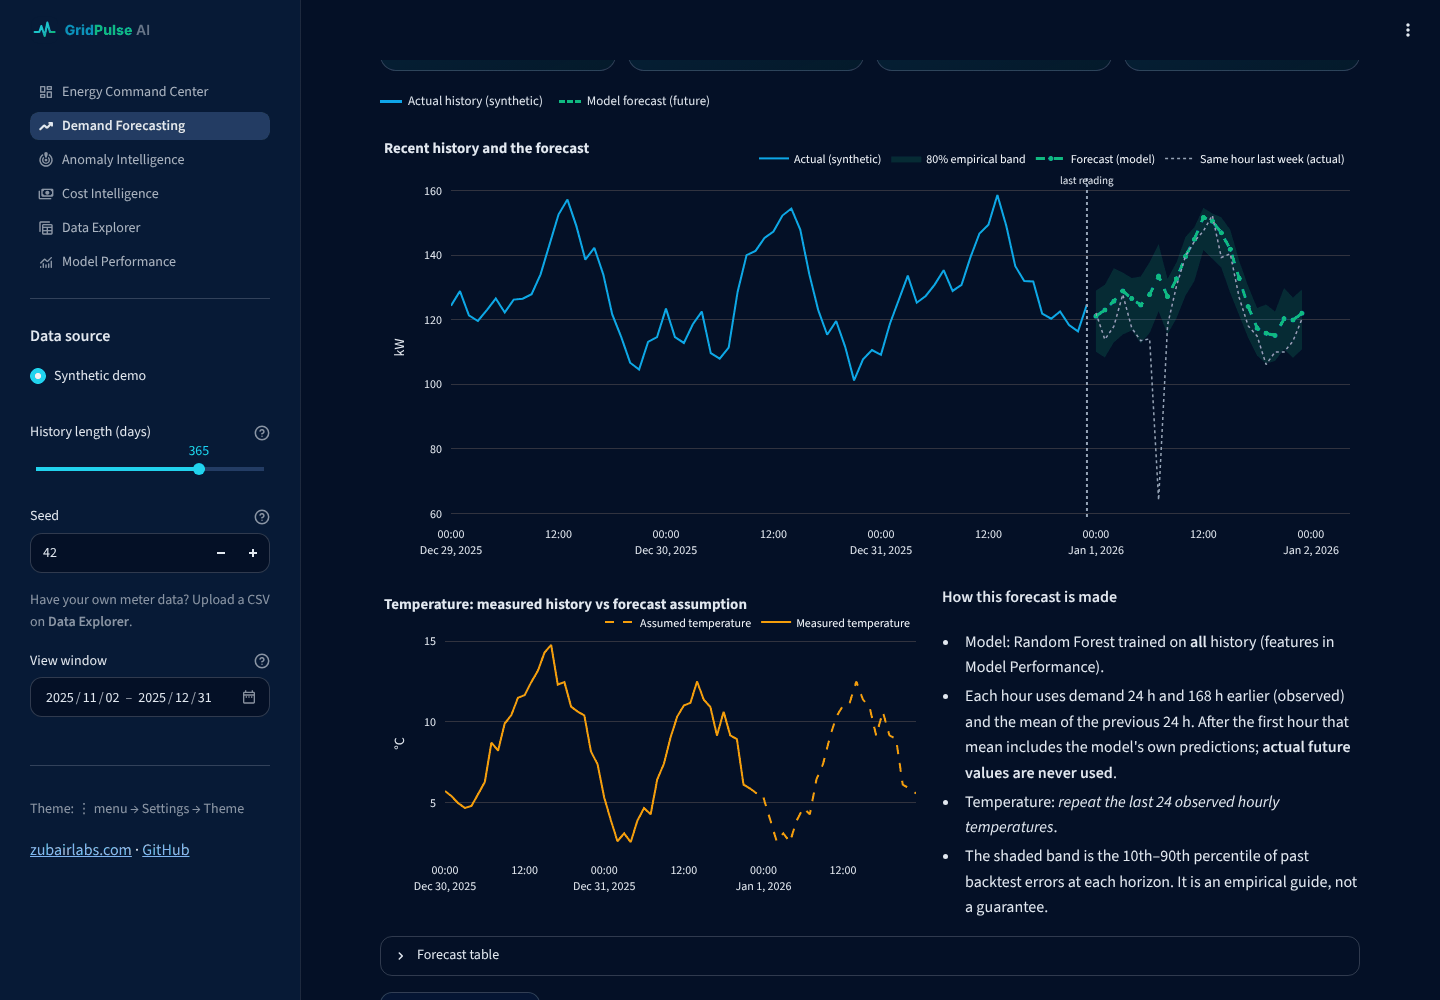 GridPulse AI
Energy Command Center
Demand Forecasting
Anomaly Intelligence
Cost Intelligence
Data Explorer
Model Performance
Data source
Synthetic demo
History length (days)
365
Seed
42
Have your own meter data? Upload a CSV
on Data Explorer.
View window
2025/11/02 – 2025/12/31
Theme: ⋮ menu → Settings → Theme
zubairlabs.com · GitHub
Actual history (synthetic) Model forecast (future)
Recent history and the forecast
Actual (synthetic) 80% empirical band Forecast (model) Same hour last week (actual)
last reading
160
140
120
100
80
60
kW
00:00 12:00 00:00 12:00 00:00 12:00 00:00 12:00 00:00
Dec 29, 2025 Dec 30, 2025 Dec 31, 2025 Jan 1, 2026 Jan 2, 2026
Temperature: measured history vs forecast assumption
Assumed temperature Measured temperature
15
10
5
°C
00:00 12:00 00:00 12:00 00:00 12:00
Dec 30, 2025 Dec 31, 2025 Jan 1, 2026
How this forecast is made
• Model: Random Forest trained on all history (features in
Model Performance).
• Each hour uses demand 24 h and 168 h earlier (observed)
and the mean of the previous 24 h. After the first hour that
mean includes the model's own predictions; actual future
values are never used.
• Temperature: repeat the last 24 observed hourly
temperatures.
• The shaded band is the 10th–90th percentile of past
backtest errors at each horizon. It is an empirical guide, not
a guarantee.
Forecast table